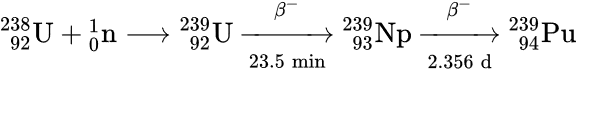 ²³⁸₉₂U + ¹₀n ⟶ ²³⁹₉₂U —β⁻→ ²³⁹₉₃Np —β⁻→ ²³⁹₉₄Pu
23.5 min 2.356 d